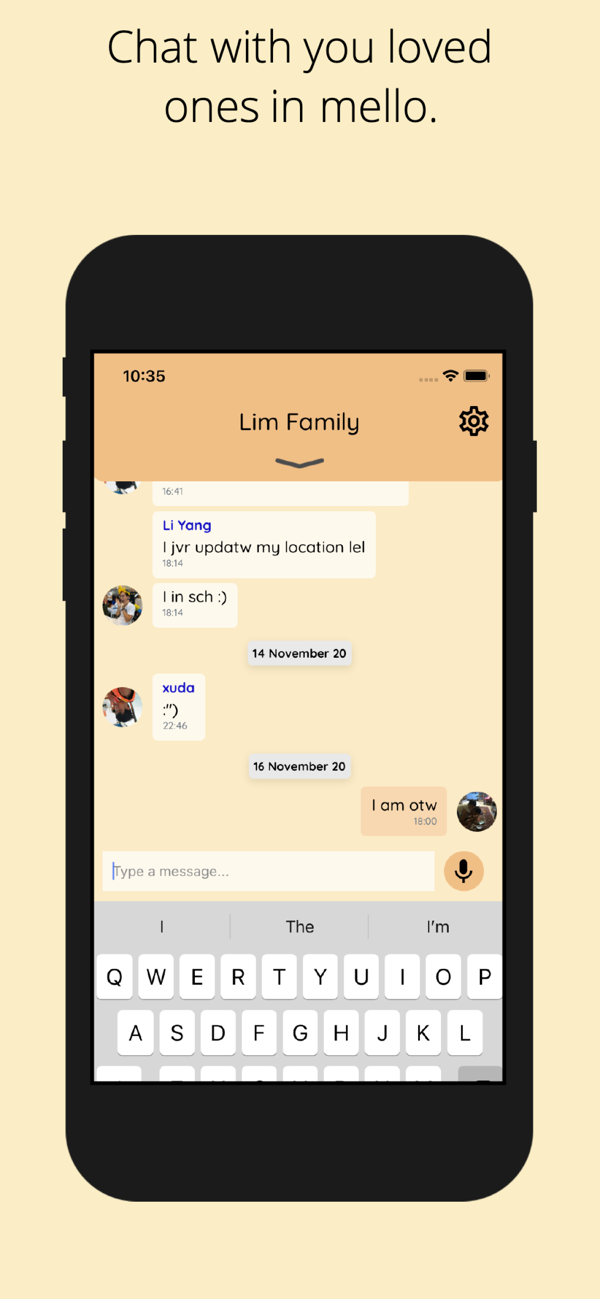 Chat with you loved
ones in mello.
10:35
Lim Family
16:41
Li Yang
I jvr updatw my location lel
18:14
I in sch :)
18:14
14 November 20
xuda
:")
22:46
16 November 20
I am otw
18:00
Type a message...
I The I'm
Q W E R T Y U I O P
A S D F G H J K L